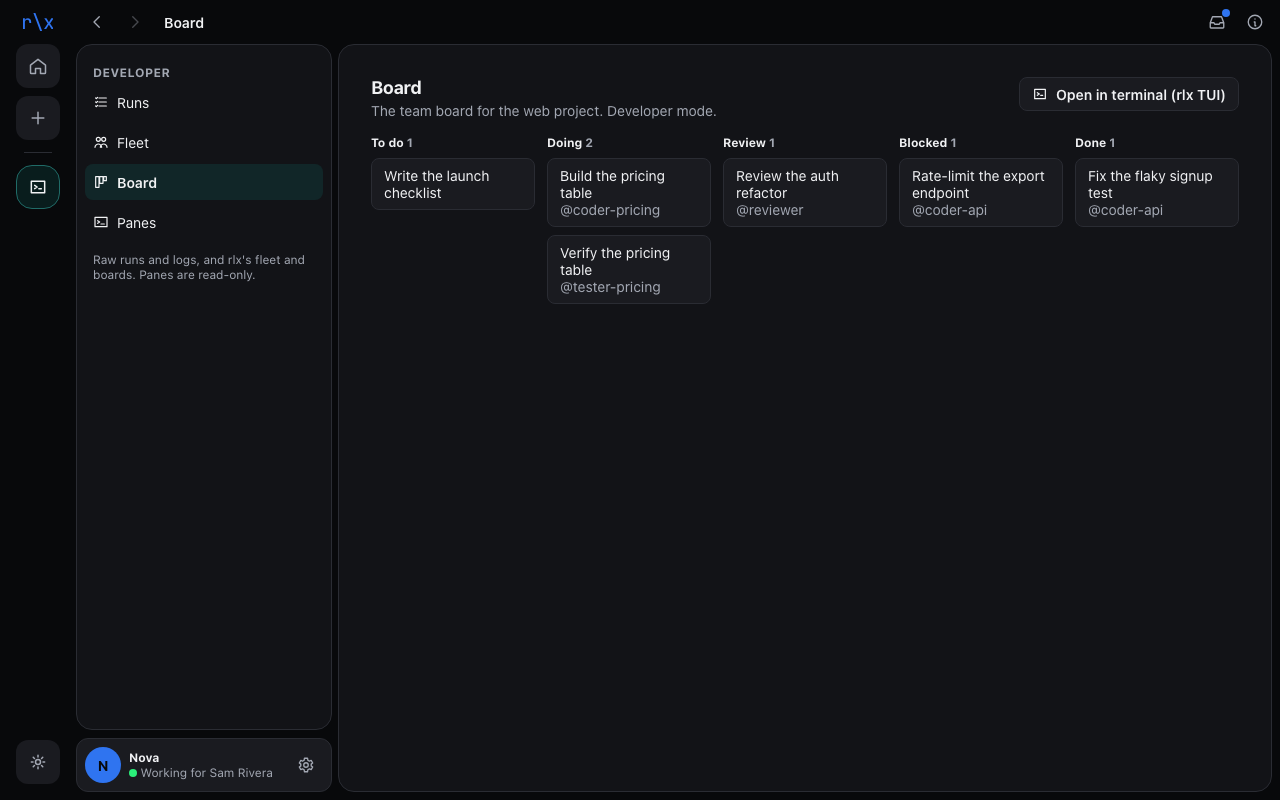 r\x
Board
DEVELOPER
Runs
Fleet
Board
Panes
Raw runs and logs, and rlx's fleet and
boards. Panes are read-only.
N
Nova
Working for Sam Rivera
Board
The team board for the web project. Developer mode.
Open in terminal (rlx TUI)
To do 1
Write the launch
checklist
Doing 2
Build the pricing
table
@coder-pricing
Verify the pricing
table
@tester-pricing
Review 1
Review the auth
refactor
@reviewer
Blocked 1
Rate-limit the export
endpoint
@coder-api
Done 1
Fix the flaky signup
test
@coder-api